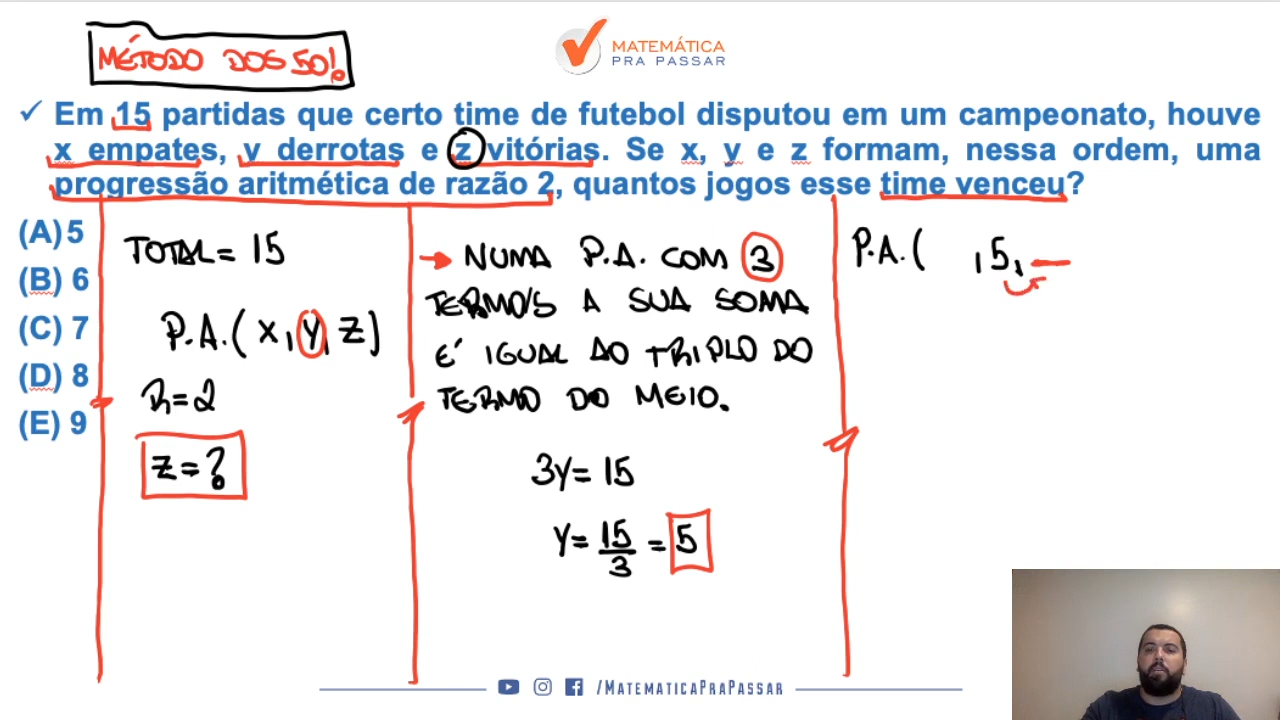 MÉTODO DOS 50!
MATEMÁTICA
PRA PASSAR
✓ Em 15 partidas que certo time de futebol disputou em um campeonato, houve
x empates, y derrotas e z vitórias. Se x, y e z formam, nessa ordem, uma
progressão aritmética de razão 2, quantos jogos esse time venceu?
(A) 5
(B) 6
(C) 7
(D) 8
(E) 9
TOTAL = 15
P.A.( X, Y, Z )
R = 2
Z = ?
→ NUMA P.A. COM 3
TERMOS A SUA SOMA
É IGUAL AO TRIPLO DO
TERMO DO MEIO.
3Y = 15
Y = 15/3 = 5
P.A.( , 5, __
/MatematicaPraPassar